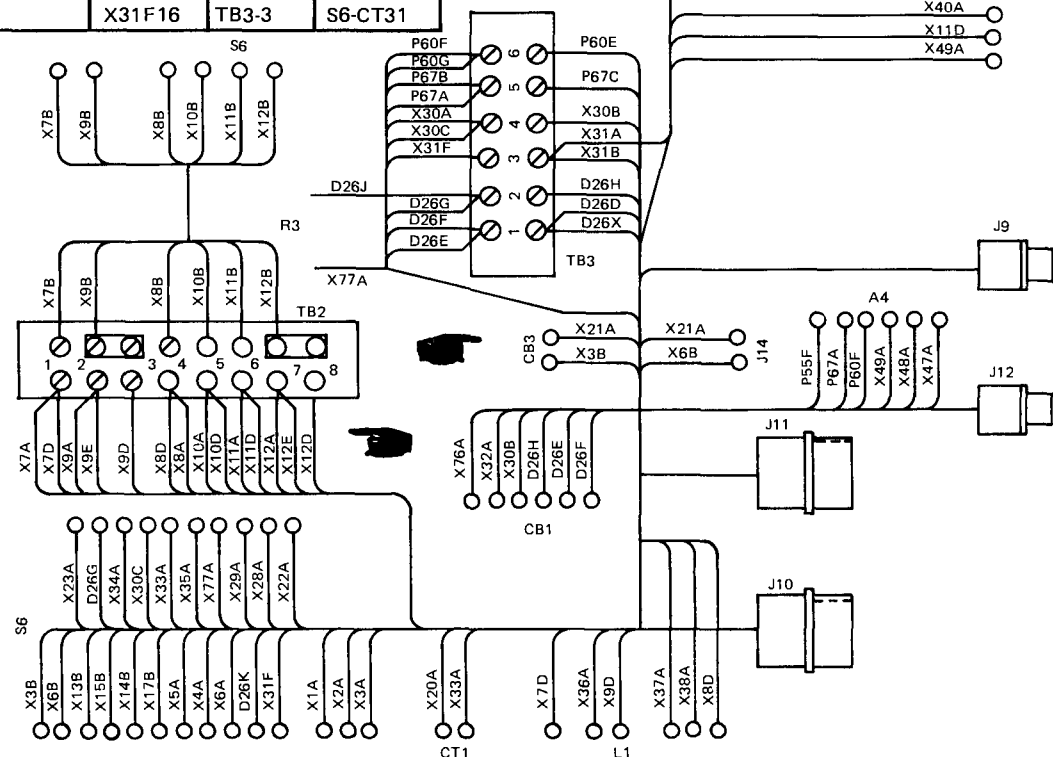 X31F16 TB3-3 S6-CT31
X40A
X11D
X49A
S6
X7B X9B X8B X10B X11B X12B
P60F P60E
P60G
P67B P67C
P67A
X30A X30B
X30C X31A
X31F X31B
D26J D26H
D26G D26D
D26F D26X
D26E
6 5 4 3 2 1
TB3
X77A
R3
X7B X9B X8B X10B X11B X12B
TB2
1 2 3 4 5 6 7 8
X7A X7D X9A X9E X9D X8D X8A X10A X10D X11A X11D X12A X12E X12D
J9
CB3
X21A X21A
X3B X6B
J14
A4
P55F P67A P60F X49A X48A X47A
J12
X76A X32A X30B D26H D26E D26F
CB1
J11
X23A D26G X34A X30C X33A X35A X77A X29A X28A X22A
J10
S6
X3B X6B X13B X15B X14B X17B X5A X4A X6A D26K X31F X1A X2A X3A X20A X33A X7D X36A X9D X37A X38A X8D
CT1 L1